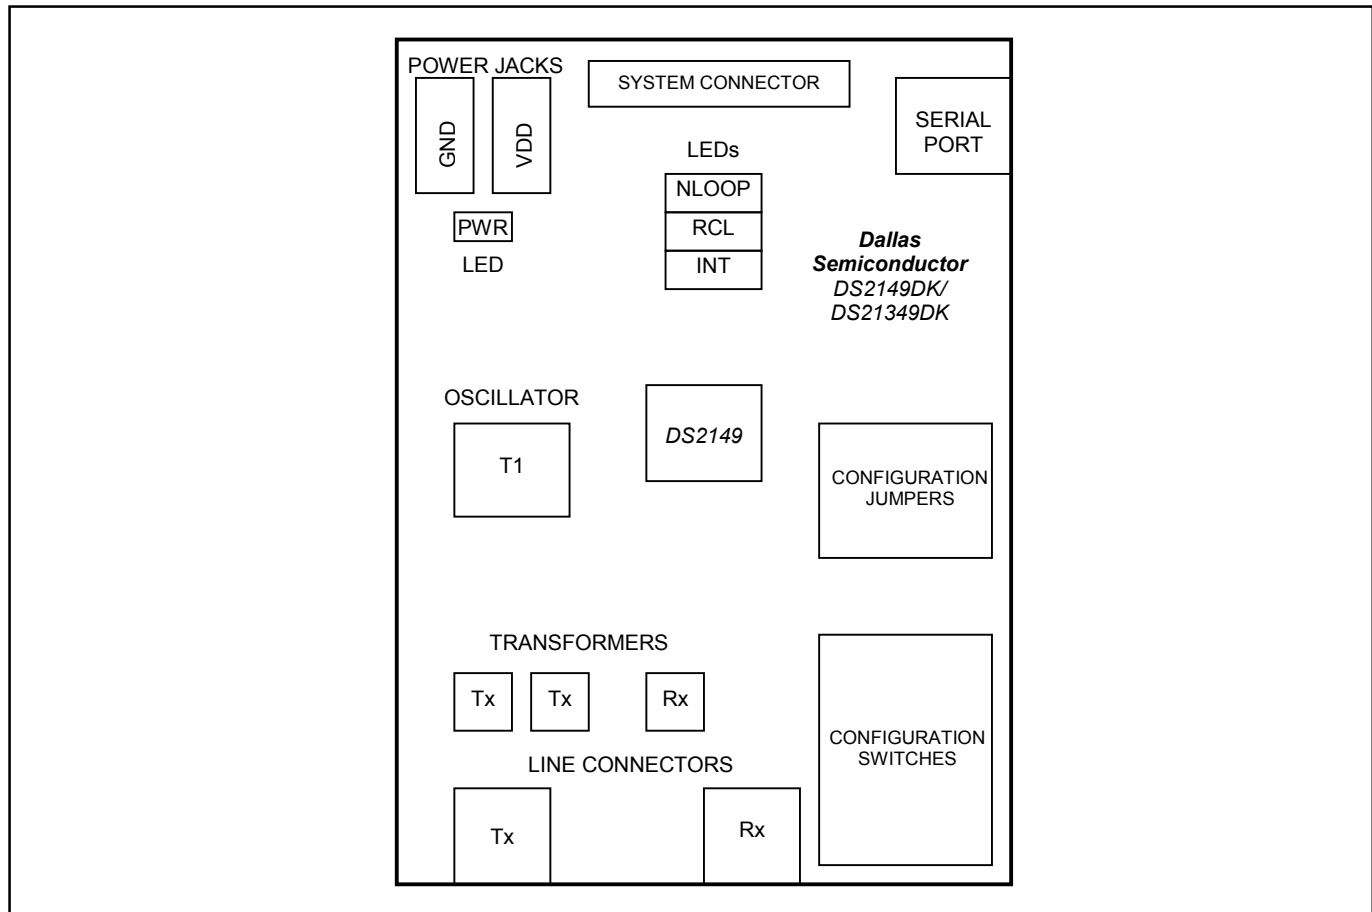 POWER JACKS
GND
VDD
PWR
LED
SYSTEM CONNECTOR
LEDs
NLOOP
RCL
INT
SERIAL
PORT
Dallas
Semiconductor
DS2149DK/
DS21349DK
OSCILLATOR
T1
DS2149
CONFIGURATION
JUMPERS
TRANSFORMERS
Tx
Tx
Rx
LINE CONNECTORS
Tx
Rx
CONFIGURATION
SWITCHES